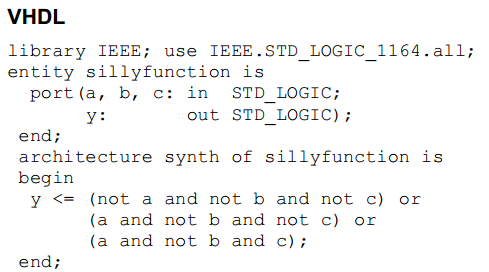 VHDL
library IEEE; use IEEE.STD_LOGIC_1164.all;
entity sillyfunction is
  port(a, b, c: in  STD_LOGIC;
       y:       out STD_LOGIC);
 end;
 architecture synth of sillyfunction is
 begin
  y <= (not a and not b and not c) or
       (a and not b and not c) or
       (a and not b and c);
 end;